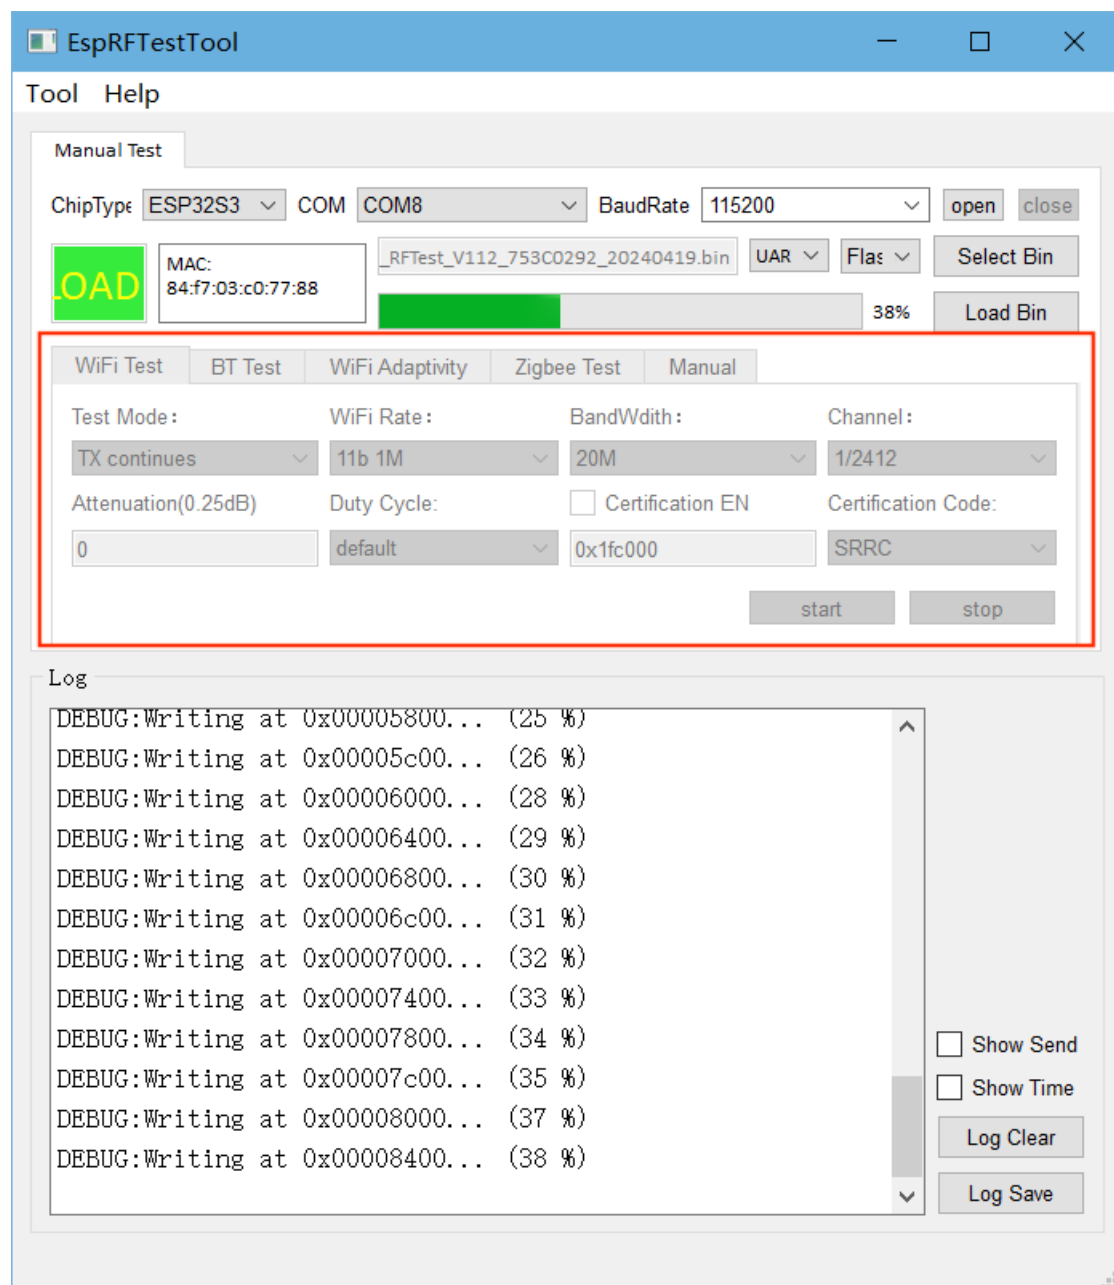 EspRFTestTool
Tool Help
Manual Test
ChipType ESP32S3 COM COM8 BaudRate 115200 open close
LOAD MAC: _RFTest_V112_753C0292_20240419.bin UAR Flas Select Bin
84:f7:03:c0:77:88
38% Load Bin
WiFi Test BT Test WiFi Adaptivity Zigbee Test Manual
Test Mode: WiFi Rate: BandWdith: Channel:
TX continues 11b 1M 20M 1/2412
Attenuation(0.25dB) Duty Cycle: Certification EN Certification Code:
0 default 0x1fc000 SRRC
start stop
Log
DEBUG:Writing at 0x00005800... (25 %)
DEBUG:Writing at 0x00005c00... (26 %)
DEBUG:Writing at 0x00006000... (28 %)
DEBUG:Writing at 0x00006400... (29 %)
DEBUG:Writing at 0x00006800... (30 %)
DEBUG:Writing at 0x00006c00... (31 %)
DEBUG:Writing at 0x00007000... (32 %)
DEBUG:Writing at 0x00007400... (33 %)
DEBUG:Writing at 0x00007800... (34 %)
DEBUG:Writing at 0x00007c00... (35 %)
DEBUG:Writing at 0x00008000... (37 %)
DEBUG:Writing at 0x00008400... (38 %)
Show Send
Show Time
Log Clear
Log Save